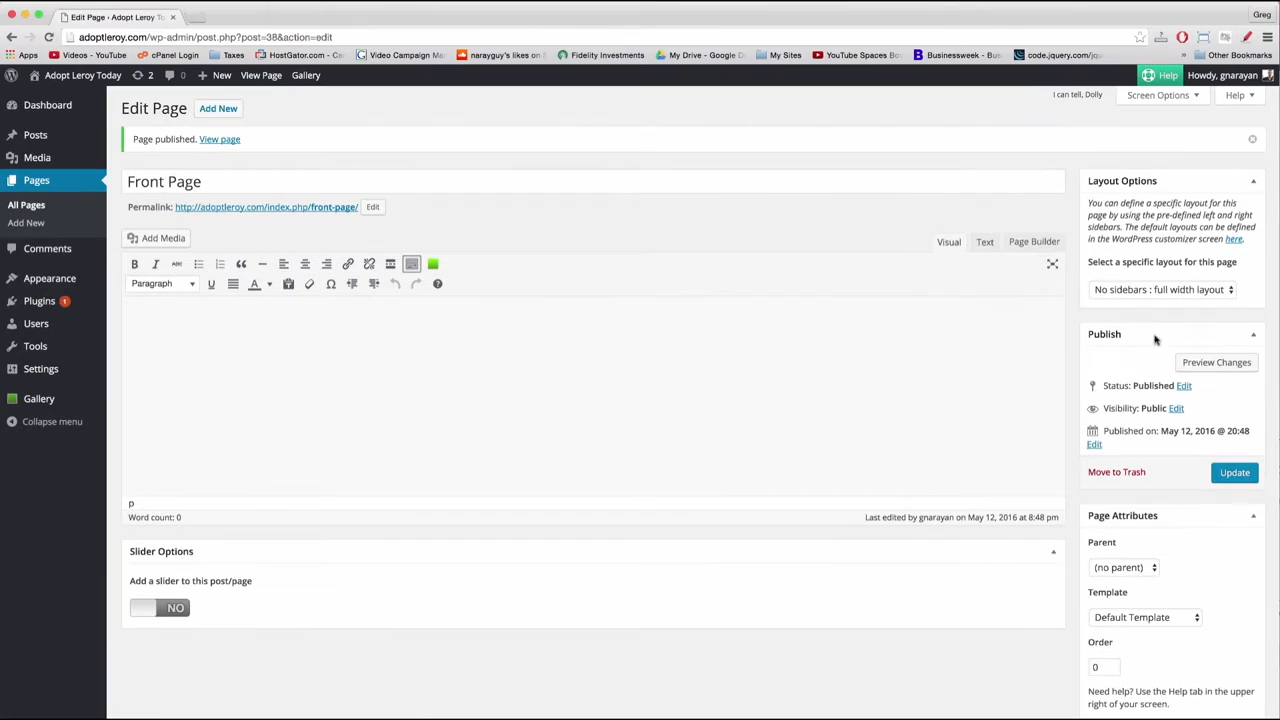 Edit Page ‹ Adopt Leroy To
Greg
adoptleroy.com/wp-admin/post.php?post=38&action=edit
Apps
Videos - YouTube
cPanel Login
Taxes
HostGator.com - Cus
Video Campaign Ma
narayguy's likes on S
Fidelity Investments
My Drive - Google D
My Sites
YouTube Spaces Boo
Businessweek - Busi
code.jquery.com/jqu
»
Other Bookmarks
Adopt Leroy Today
2
0
+ New
View Page
Gallery
Help
Howdy, gnarayan
Dashboard
Posts
Media
Pages
All Pages
Add New
Comments
Appearance
Plugins 1
Users
Tools
Settings
Gallery
Collapse menu
I can tell, Dolly
Screen Options
Help
Edit Page
Add New
Page published. View page
Front Page
Permalink: http://adoptleroy.com/index.php/front-page/ Edit
Add Media
Visual
Text
Page Builder
B I ABC
Paragraph
U
A
Ω
p
Word count: 0
Last edited by gnarayan on May 12, 2016 at 8:48 pm
Slider Options
Add a slider to this post/page
NO
Layout Options
You can define a specific layout for this
page by using the pre-defined left and right
sidebars. The default layouts can be defined
in the WordPress customizer screen here.
Select a specific layout for this page
No sidebars : full width layout
Publish
Preview Changes
Status: Published Edit
Visibility: Public Edit
Published on: May 12, 2016 @ 20:48
Edit
Move to Trash
Update
Page Attributes
Parent
(no parent)
Template
Default Template
Order
0
Need help? Use the Help tab in the upper
right of your screen.